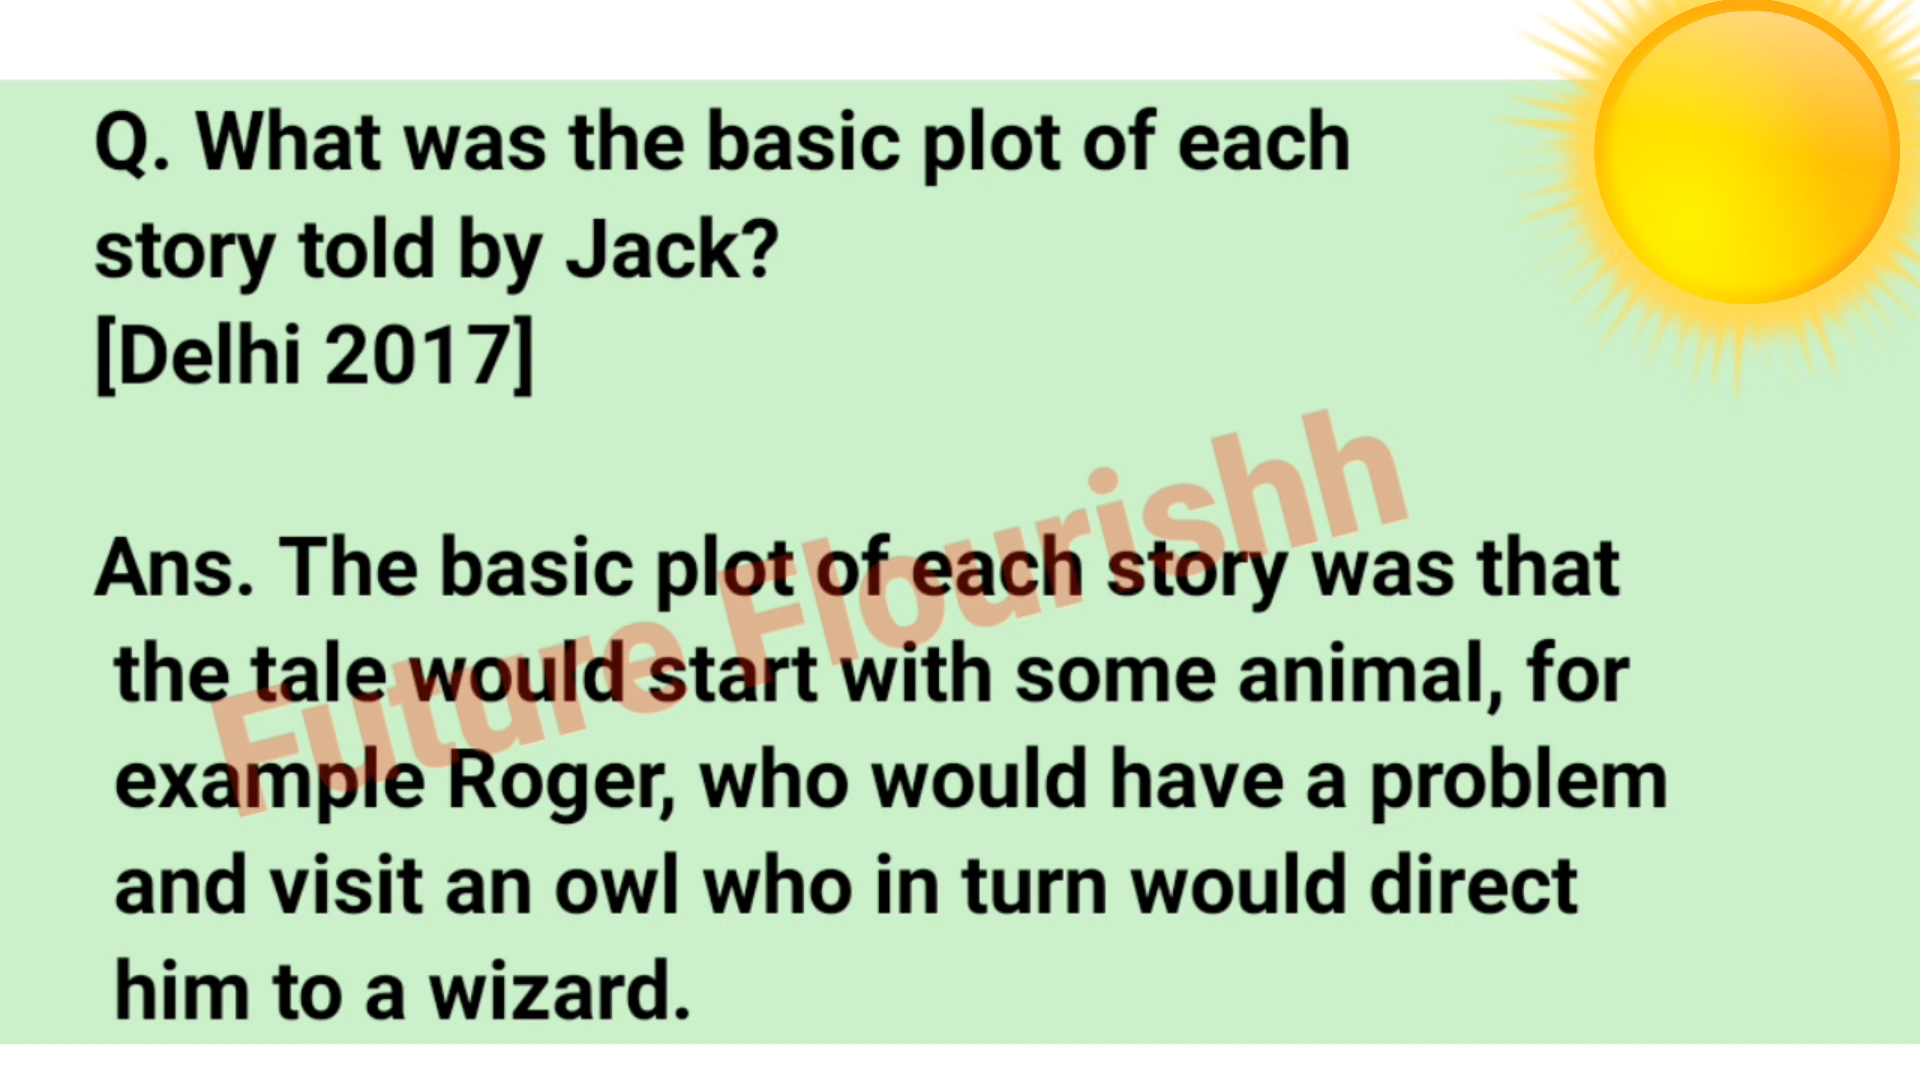 Q. What was the basic plot of each
story told by Jack?
[Delhi 2017]
Ans. The basic plot of each story was that
the tale would start with some animal, for
example Roger, who would have a problem
and visit an owl who in turn would direct
him to a wizard.
Future Flourishh